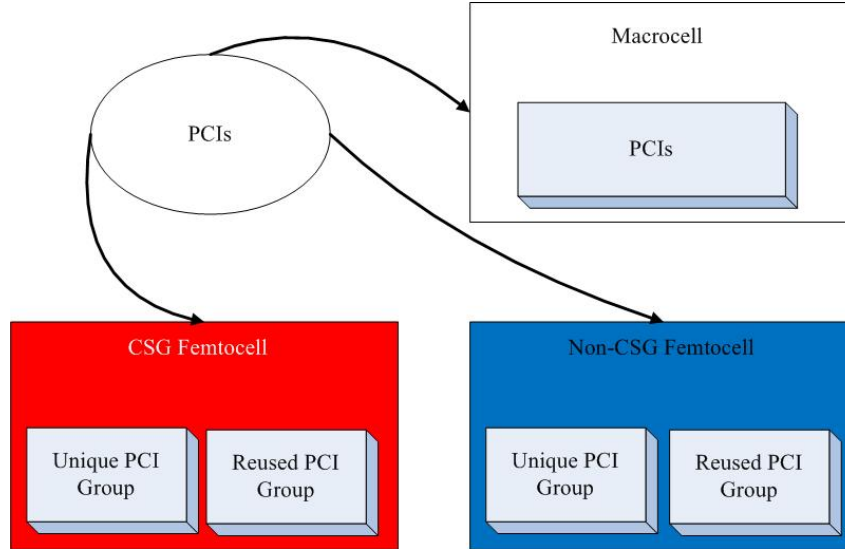 Macrocell
PCIs
PCIs
CSG Femtocell
Non-CSG Femtocell
Unique PCI
Group
Reused PCI
Group
Unique PCI
Group
Reused PCI
Group